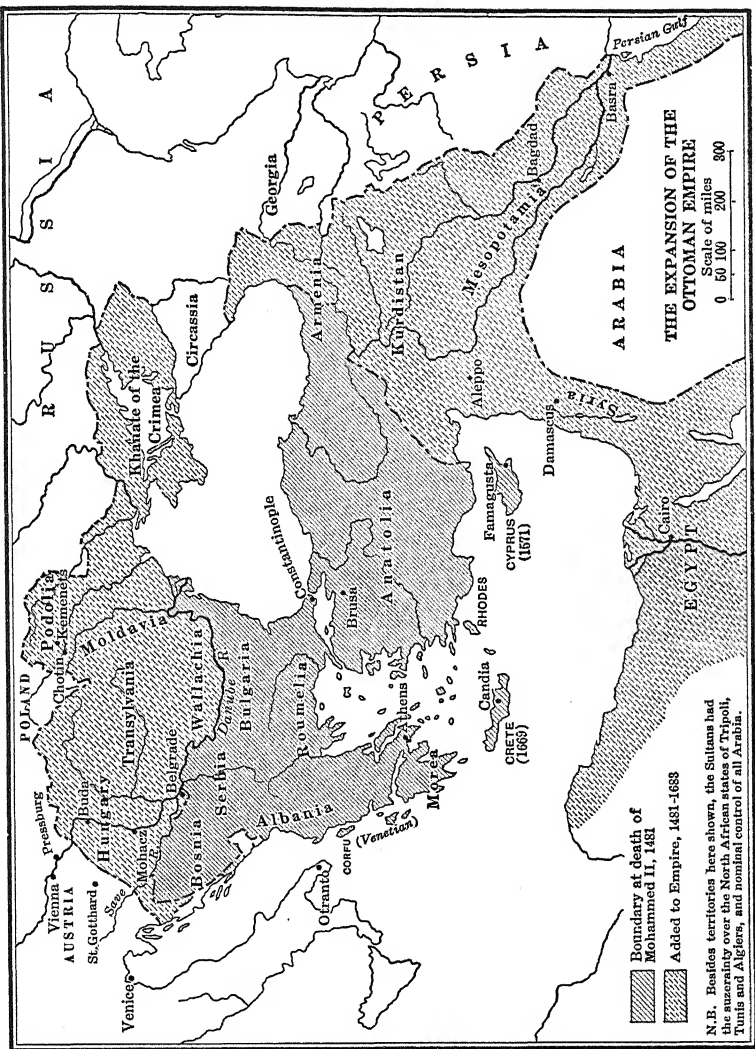 THE EXPANSION OF THE
OTTOMAN EMPIRE
Scale of miles
0 50 100 200 300
RUSSIA
POLAND
Podolia
Kemenets
Chotin
Pressburg
Vienna
AUSTRIA
St.Gotthard
Save
Buda
Hungary
Mohacz
R.
Transylvania
Moldavia
Khanate of the
Crimea
Circassia
Georgia
PERSIA
Venice
Belgrade
Wallachia
Danube R.
Bosnia
Serbia
Bulgaria
Roumelia
Albania
Constantinople
Brusa
Anatolia
Armenia
Kurdistan
Mesopotamia
Bagdad
Basra
Persian Gulf
Otranto
CORFU
(Venetian)
Morea
Athens
Candia
CRETE
(1669)
RHODES
Famagusta
CYPRUS
(1571)
Aleppo
Damascus
Syria
ARABIA
Cairo
EGYPT
Boundary at death of
Mohammed II, 1481
Added to Empire, 1481-1683
N.B. Besides territories here shown, the Sultans had
the suzerainty over the North African states of Tripoli,
Tunis and Algiers, and nominal control of all Arabia.